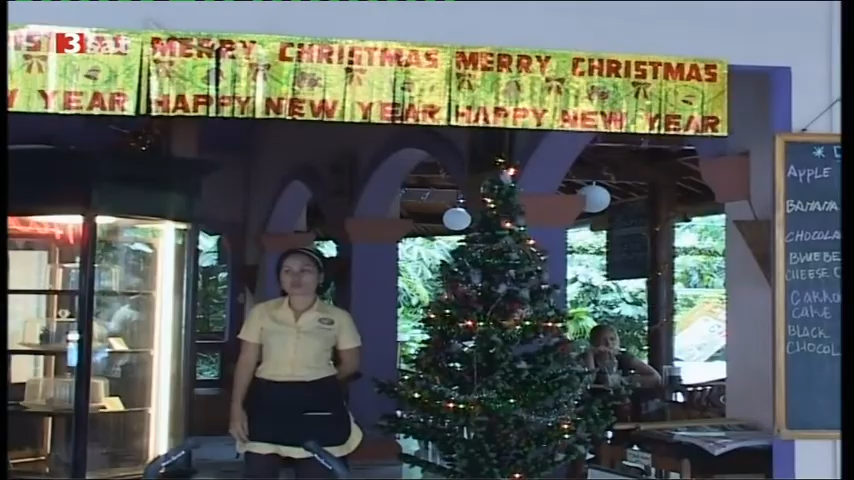 3sat
MERRY CHRISTMAS MERRY CHRISTMAS
YEAR HAPPY NEW YEAR HAPPY NEW YEAR
APPLE
BANANA
CHOCOLA
BLUEBE
CHEESE
CAKE
BLACK
CHOCOL